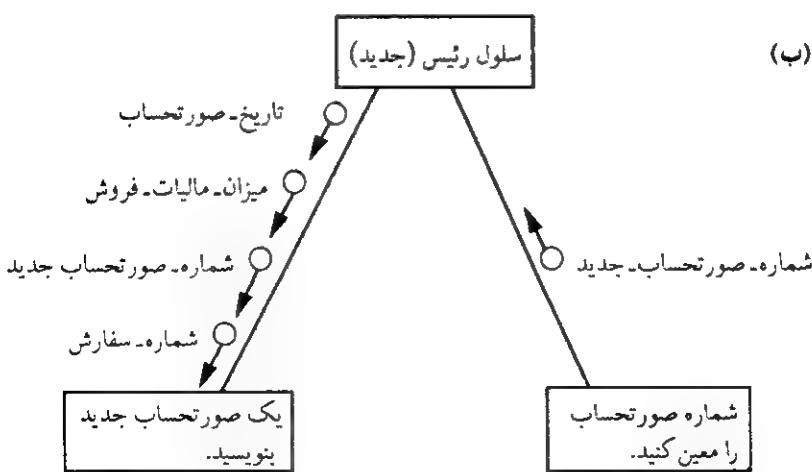 (ب)
سلول رئیس (جدید)
تاریخ-صورتحساب
میزان-مالیات-فروش
شماره-صورتحساب جدید
شماره-صورتحساب-جدید
شماره-سفارش
شماره صورتحساب
را معین کنید.
یک صورتحساب جدید
بنویسید.